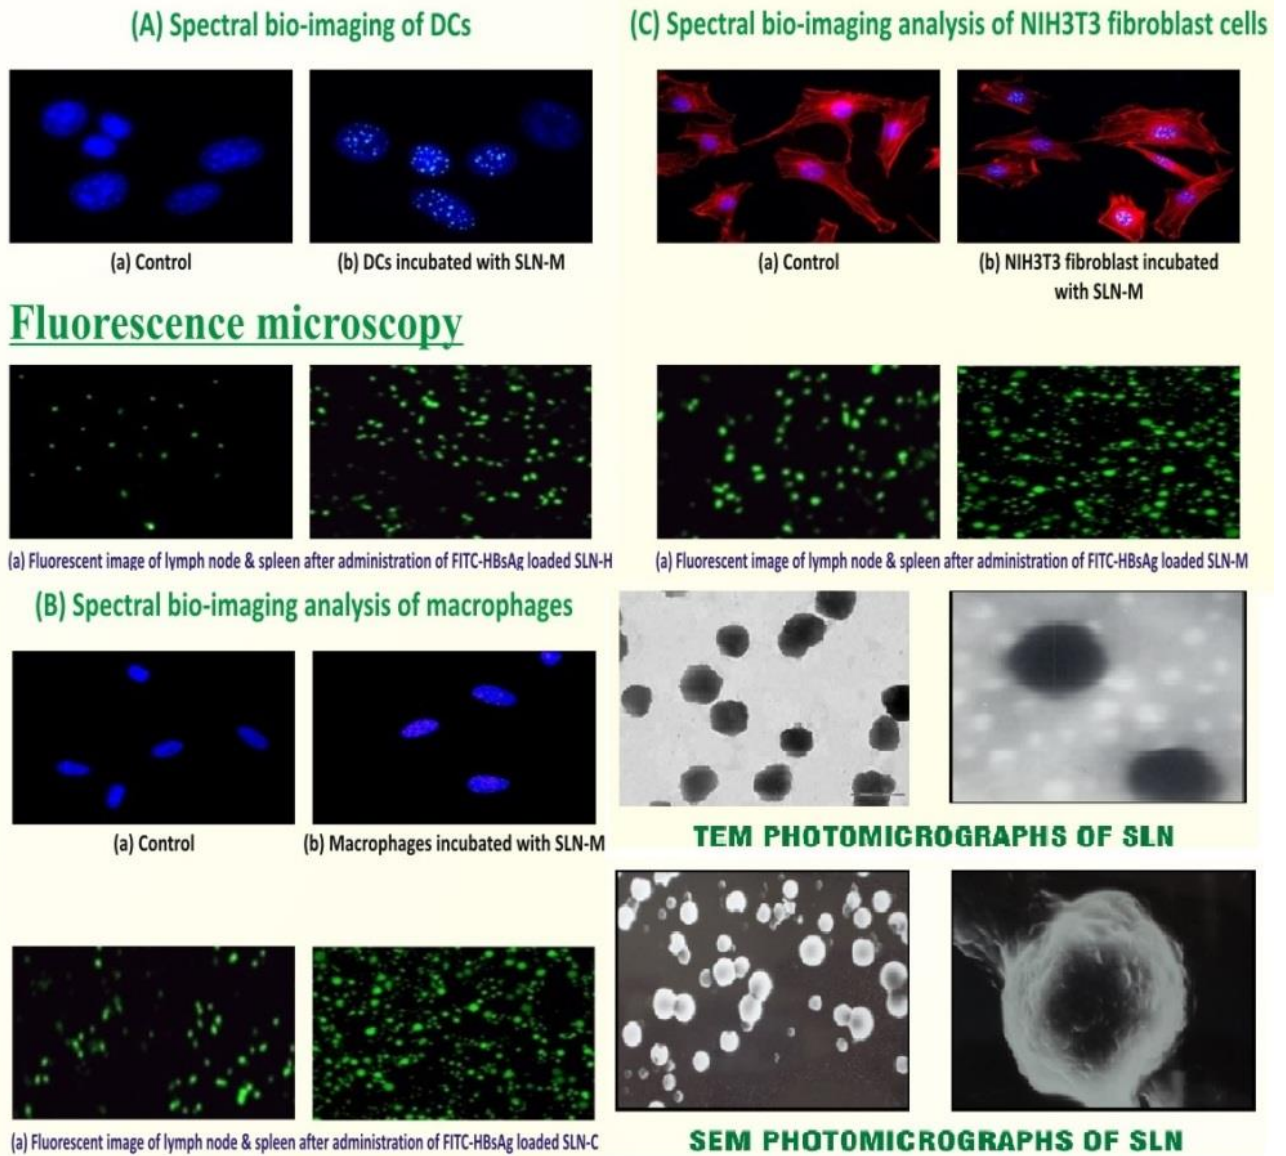 (A) Spectral bio-imaging of DCs
(C) Spectral bio-imaging analysis of NIH3T3 fibroblast cells
(a) Control
(b) DCs incubated with SLN-M
(a) Control
(b) NIH3T3 fibroblast incubated
with SLN-M
Fluorescence microscopy
(a) Fluorescent image of lymph node & spleen after administration of FITC-HBsAg loaded SLN-H
(a) Fluorescent image of lymph node & spleen after administration of FITC-HBsAg loaded SLN-M
(B) Spectral bio-imaging analysis of macrophages
(a) Control
(b) Macrophages incubated with SLN-M
TEM PHOTOMICROGRAPHS OF SLN
(a) Fluorescent image of lymph node & spleen after administration of FITC-HBsAg loaded SLN-C
SEM PHOTOMICROGRAPHS OF SLN